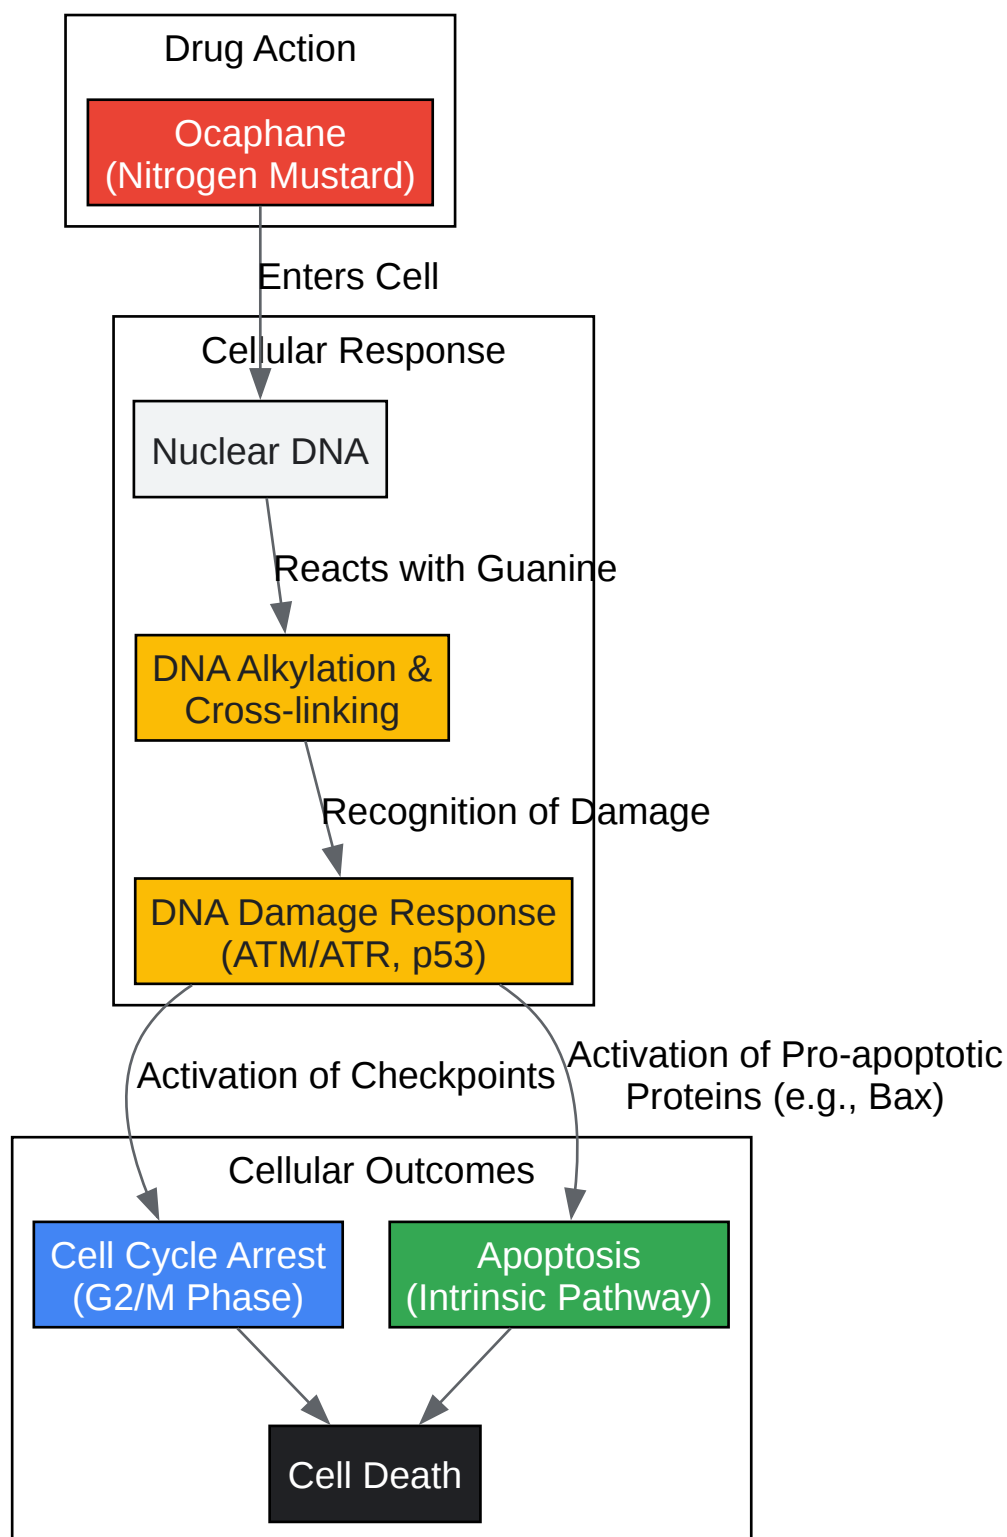 Drug Action
Ocaphane
(Nitrogen Mustard)
Enters Cell
Cellular Response
Nuclear DNA
Reacts with Guanine
DNA Alkylation &
Cross-linking
Recognition of Damage
DNA Damage Response
(ATM/ATR, p53)
Activation of Checkpoints
Activation of Pro-apoptotic
Proteins (e.g., Bax)
Cellular Outcomes
Cell Cycle Arrest
(G2/M Phase)
Apoptosis
(Intrinsic Pathway)
Cell Death